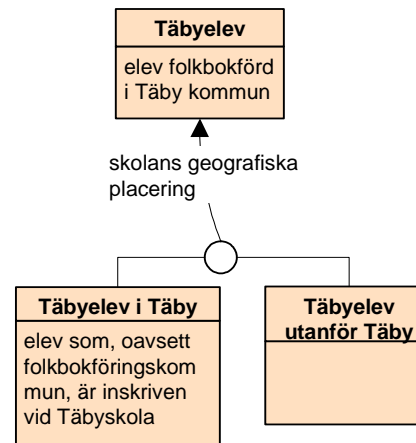 Täbyelev
elev folkbokförd
i Täby kommun
skolans geografiska
placering
Täbyelev i Täby
elev som, oavsett
folkbokföringskom
mun, är inskriven
vid Täbyskola
Täbyelev
utanför Täby